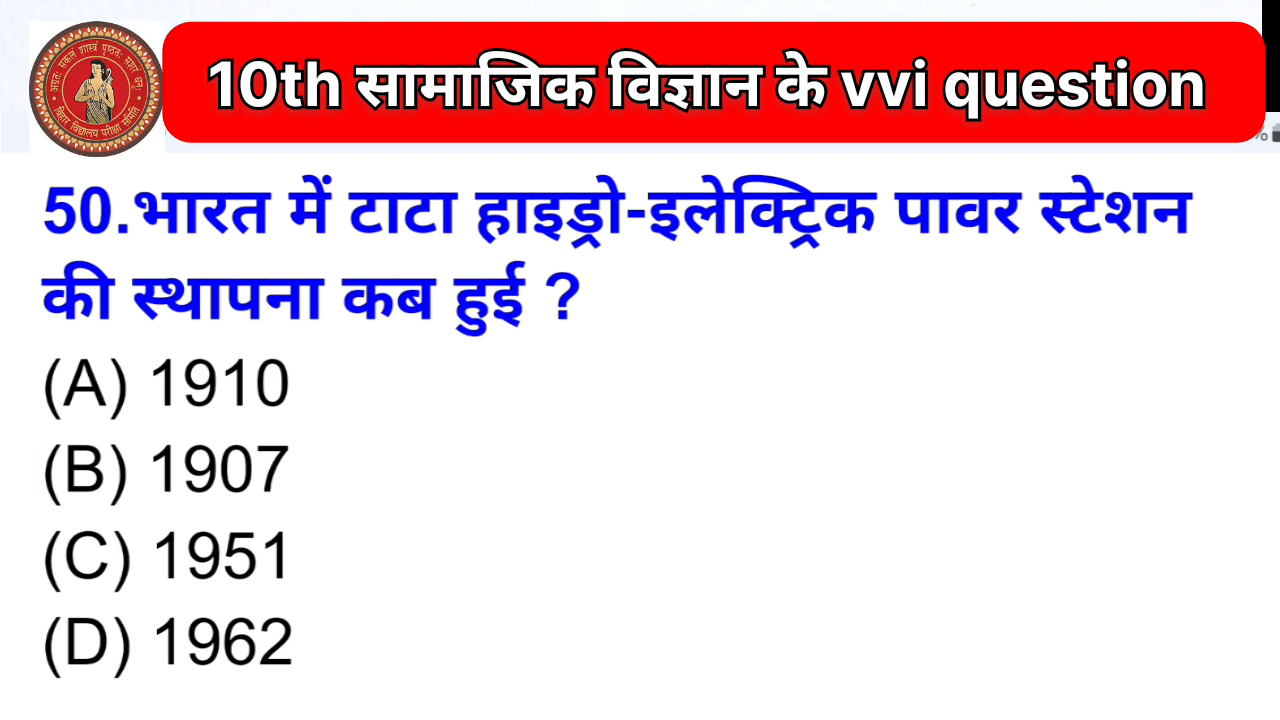 10th सामाजिक विज्ञान के vvi question
50.भारत में टाटा हाइड्रो-इलेक्ट्रिक पावर स्टेशन
की स्थापना कब हुई ?
(A) 1910
(B) 1907
(C) 1951
(D) 1962